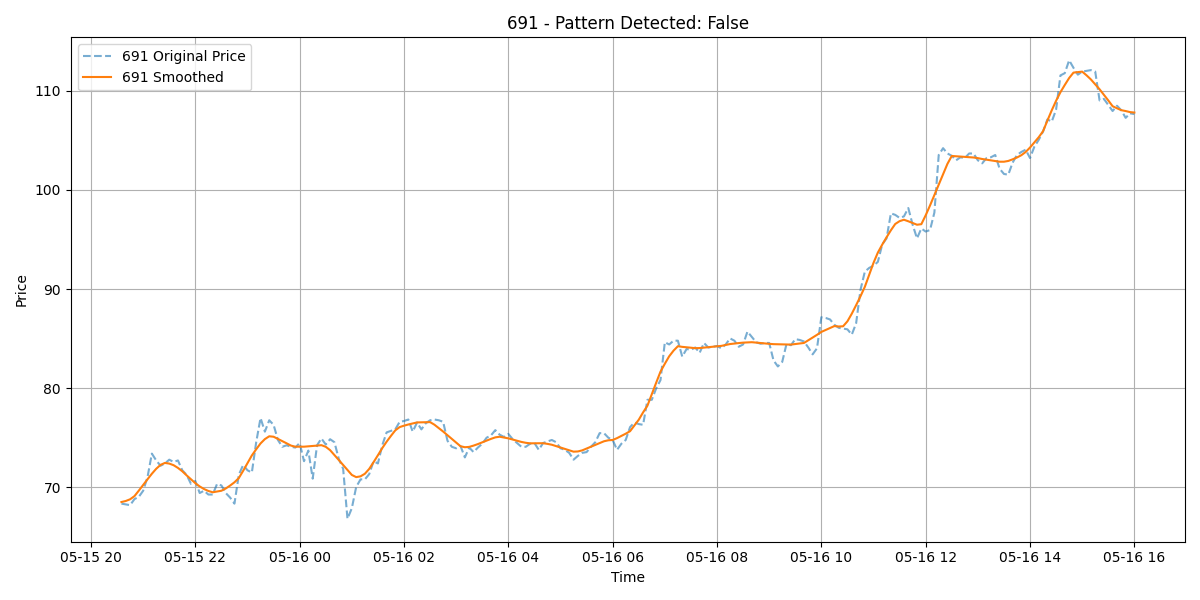 691 - Pattern Detected: False
691 Original Price
691 Smoothed
Price
110
100
90
80
70
05-15 20 05-15 22 05-16 00 05-16 02 05-16 04 05-16 06 05-16 08 05-16 10 05-16 12 05-16 14 05-16 16
Time